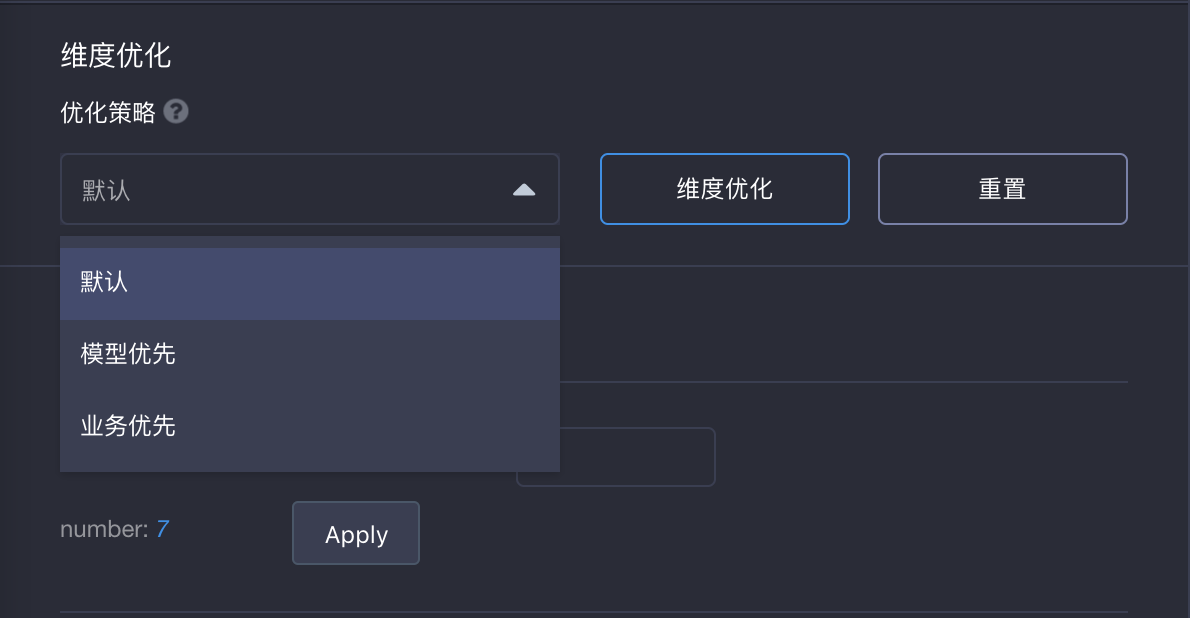 维度优化
优化策略 ?
默认
维度优化
重置
默认
模型优先
业务优先
number: 7
Apply